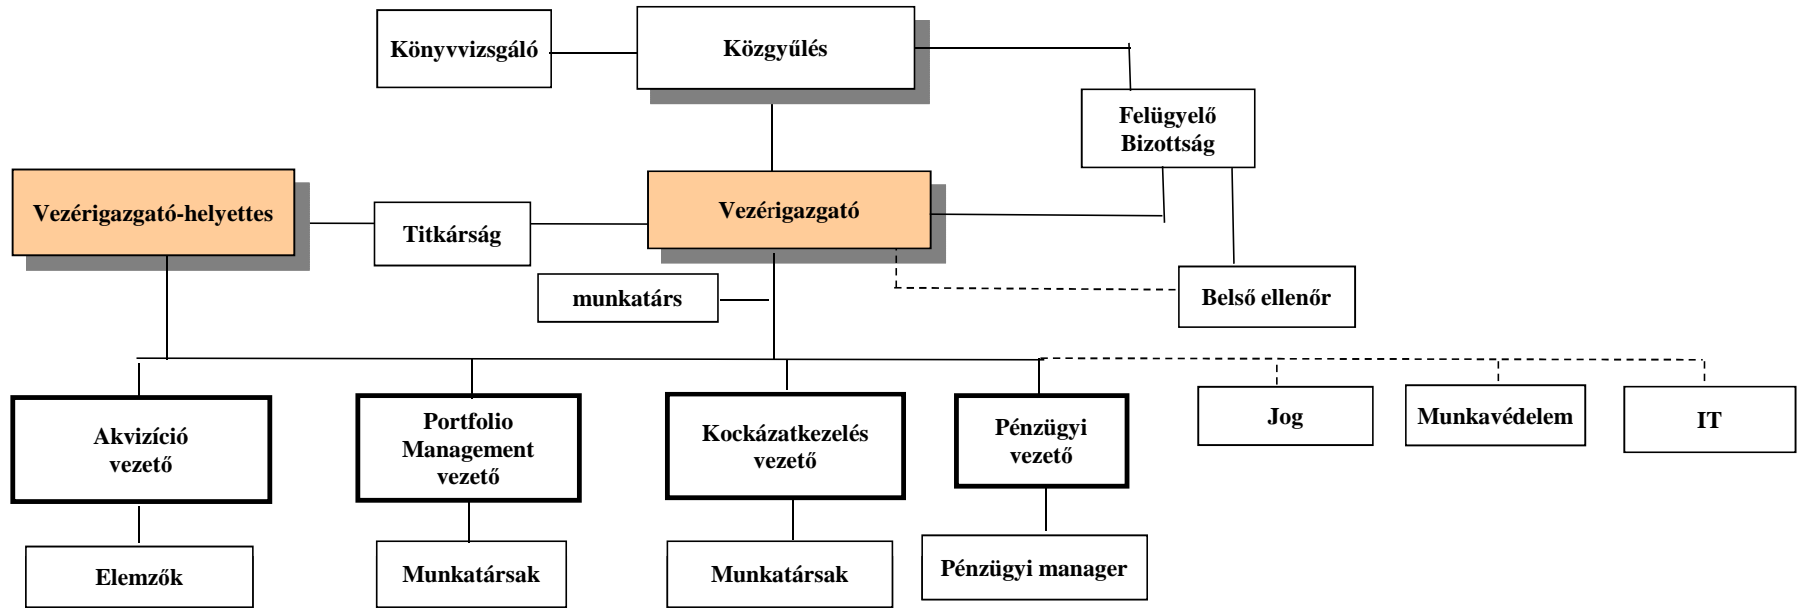 Könyvvizsgáló
Közgyűlés
Felügyelő
Bizottság
Vezérigazgató-helyettes
Titkárság
Vezérigazgató
munkatárs
Belső ellenőr
Akvizíció
vezető
Portfolio
Management
vezető
Kockázatkezelés
vezető
Pénzügyi
vezető
Jog
Munkavédelem
IT
Elemzők
Munkatársak
Munkatársak
Pénzügyi manager